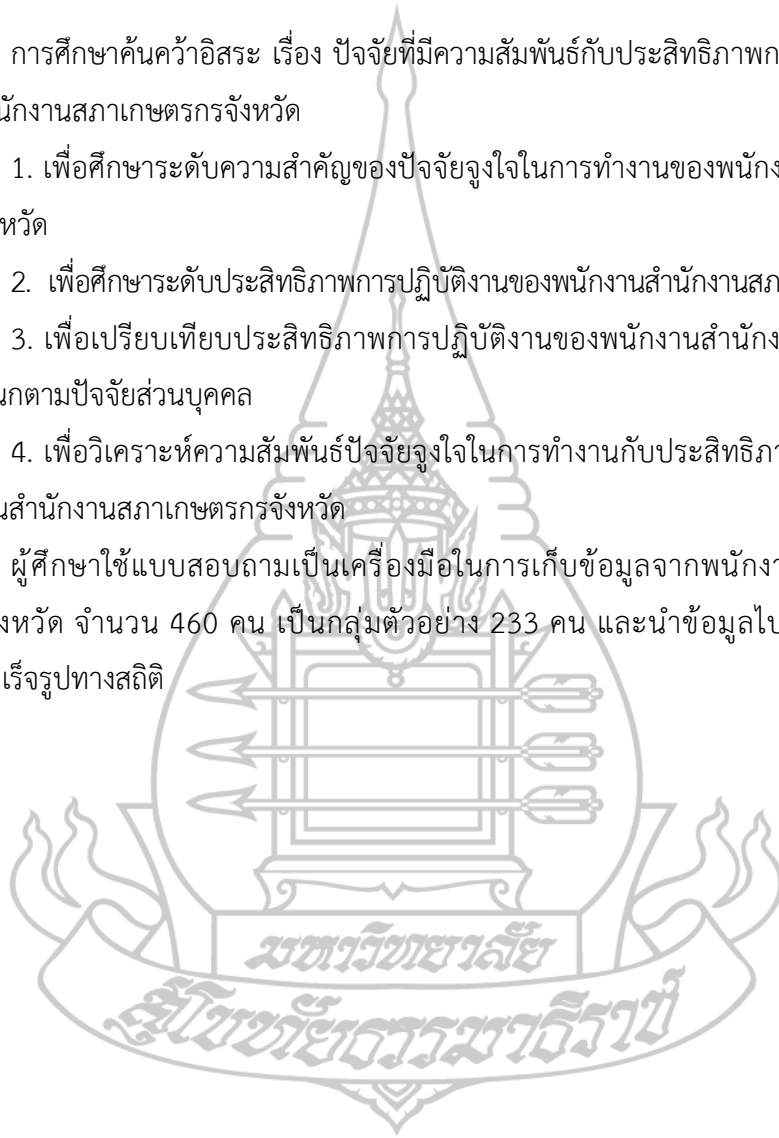 การศึกษาค้นคว้าอิสระ เรื่อง ปัจจัยที่มีความสัมพันธ์กับประสิทธิภาพก
นักงานสภาเกษตรกรจังหวัด
1. เพื่อศึกษาระดับความสำคัญของปัจจัยจูงใจในการทำงานของพนักง
หวัด
2. เพื่อศึกษาระดับประสิทธิภาพการปฏิบัติงานของพนักงานสำนักงานสภ
3. เพื่อเปรียบเทียบประสิทธิภาพการปฏิบัติงานของพนักงานสำนักง
นกตามปัจจัยส่วนบุคคล
4. เพื่อวิเคราะห์ความสัมพันธ์ปัจจัยจูงใจในการทำงานกับประสิทธิภา
นสำนักงานสภาเกษตรกรจังหวัด
ผู้ศึกษาใช้แบบสอบถามเป็นเครื่องมือในการเก็บข้อมูลจากพนักงา
งหวัด จำนวน 460 คน เป็นกลุ่มตัวอย่าง 233 คน และนำข้อมูลไป
เร็จรูปทางสถิติ
มหาวิทยาลัย
สุโขทัยธรรมาธิราช